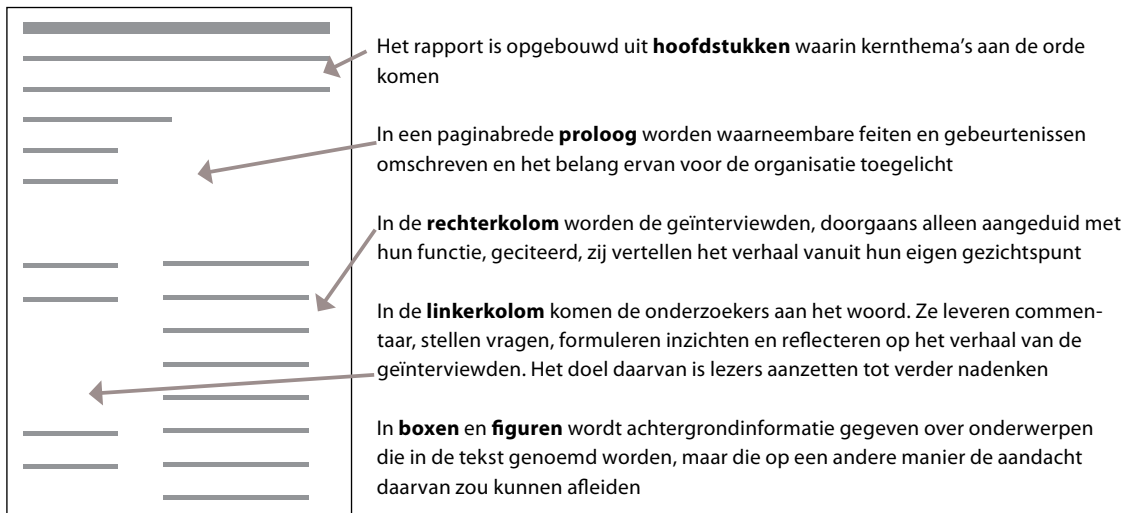 Het rapport is opgebouwd uit hoofdstukken waarin kernthema's aan de orde
komen
In een paginabrede proloog worden waarneembare feiten en gebeurtenissen
omschreven en het belang ervan voor de organisatie toegelicht
In de rechterkolom worden de geïnterviewden, doorgaans alleen aangeduid met
hun functie, geciteerd, zij vertellen het verhaal vanuit hun eigen gezichtspunt
In de linkerkolom komen de onderzoekers aan het woord. Ze leveren commen-
taar, stellen vragen, formuleren inzichten en reflecteren op het verhaal van de
geïnterviewden. Het doel daarvan is lezers aanzetten tot verder nadenken
In boxen en figuren wordt achtergrondinformatie gegeven over onderwerpen
die in de tekst genoemd worden, maar die op een andere manier de aandacht
daarvan zou kunnen afleiden